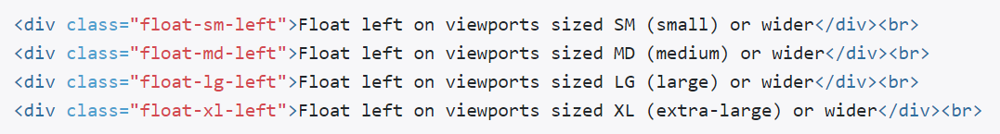 <div class="float-sm-left">Float left on viewports sized SM (small) or wider</div><br>
<div class="float-md-left">Float left on viewports sized MD (medium) or wider</div><br>
<div class="float-lg-left">Float left on viewports sized LG (large) or wider</div><br>
<div class="float-xl-left">Float left on viewports sized XL (extra-large) or wider</div><br>